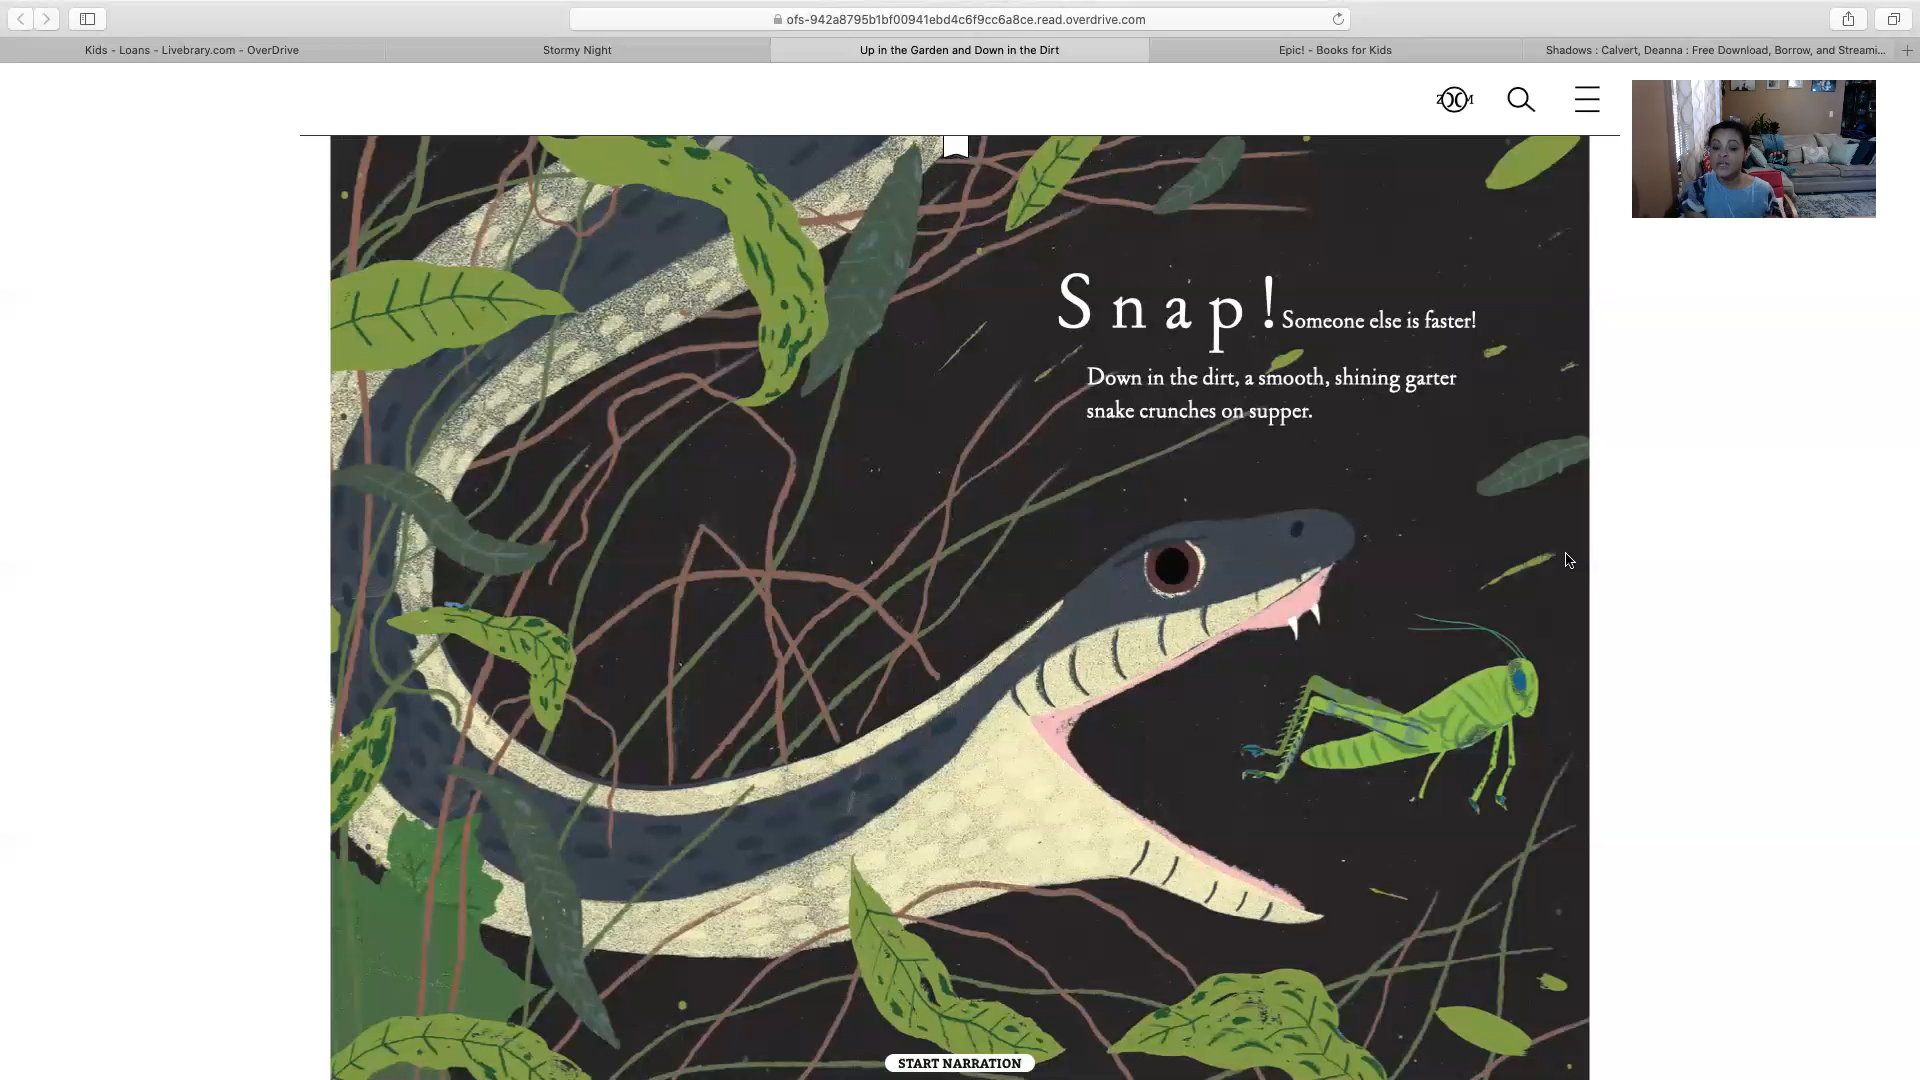 ofs-942a8795b1bf00941ebd4c6f9cc6a8ce.read.overdrive.com
Kids - Loans - Livebrary.com - OverDrive
Stormy Night
Up in the Garden and Down in the Dirt
Epic! - Books for Kids
Shadows : Calvert, Deanna : Free Download, Borrow, and Streami...
ZOOM
Snap! Someone else is faster!
Down in the dirt, a smooth, shining garter
snake crunches on supper.
START NARRATION